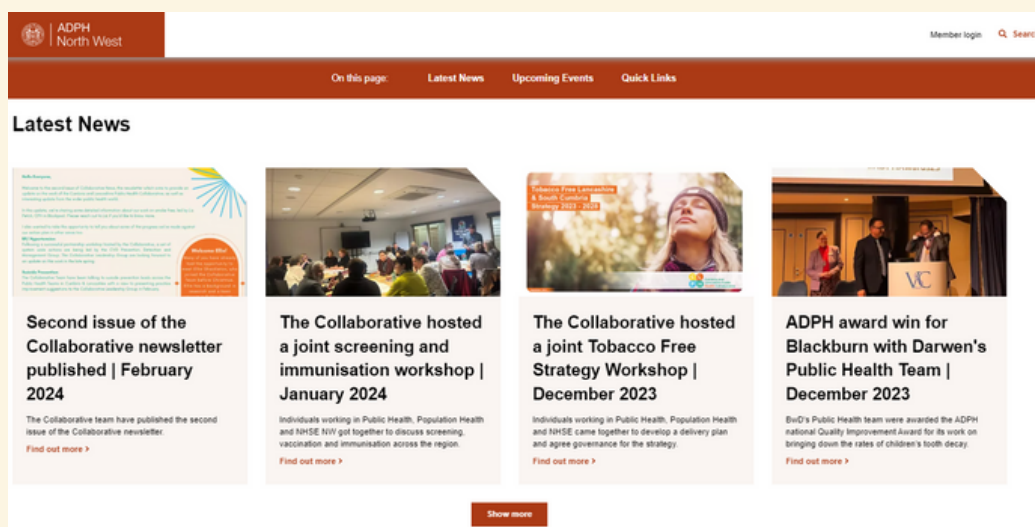 ADPH
North West
Member login
Searc
On this page:
Latest News
Upcoming Events
Quick Links
Latest News
Hello Everyone,
Tobacco Free Lancashire
& South Cumbria
Strategy 2023 - 2028
Second issue of the
Collaborative newsletter
published | February
2024
The Collaborative team have published the second
issue of the Collaborative newsletter.
Find out more >
The Collaborative hosted
a joint screening and
immunisation workshop |
January 2024
Individuals working in Public Health, Population Health
and NHSE NW got together to discuss screening,
vaccination and immunisation across the region.
Find out more >
The Collaborative hosted
a joint Tobacco Free
Strategy Workshop |
December 2023
Individuals working in Public Health, Population Health
and NHSE came together to develop a delivery plan
and agree governance for the strategy.
Find out more >
ADPH award win for
Blackburn with Darwen's
Public Health Team |
December 2023
BwD's Public Health team were awarded the ADPH
national Quality Improvement Award for its work on
bringing down the rates of children's tooth decay.
Find out more >
Show more